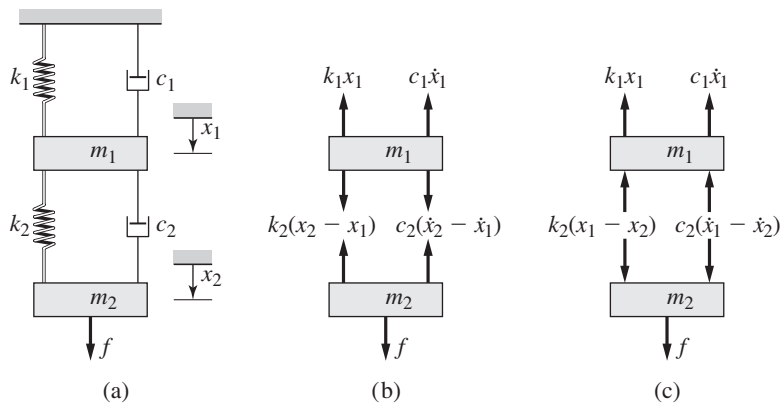 k₁
c₁
x₁
m₁
k₂
c₂
x₂
m₂
f
(a)
k₁x₁
c₁ẋ₁
m₁
k₂(x₂ − x₁)
c₂(ẋ₂ − ẋ₁)
m₂
f
(b)
k₁x₁
c₁ẋ₁
m₁
k₂(x₁ − x₂)
c₂(ẋ₁ − ẋ₂)
m₂
f
(c)